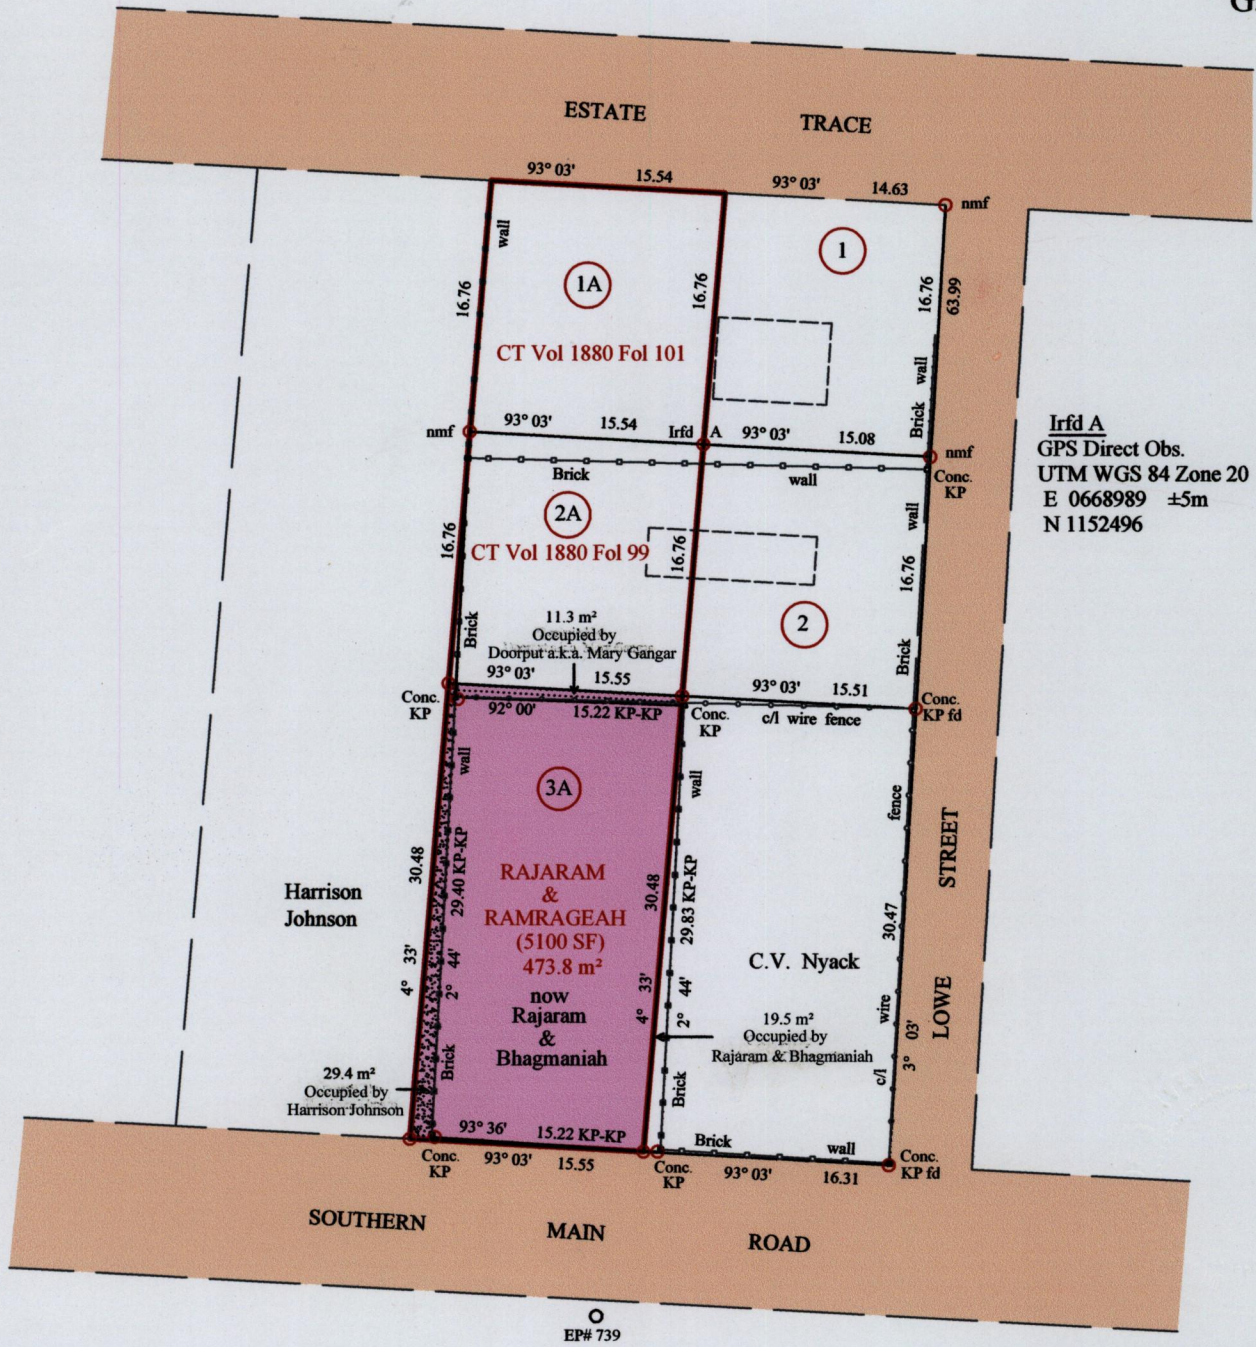 G
ESTATE TRACE
93° 03' 15.54 93° 03' 14.63
nmf
wall
1
1A
16.76
16.76
16.76
63.99
CT Vol 1880 Fol 101
wall
Brick
nmf
93° 03' 15.54
Irfd A
93° 03' 15.08
nmf
Brick wall
Conc.
KP
Irfd A
GPS Direct Obs.
UTM WGS 84 Zone 20
E 0668989 ±5m
N 1152496
2A
CT Vol 1880 Fol 99
16.76
16.76
wall
16.76
Brick
Brick
2
11.3 m²
Occupied by
Doorput a.k.a. Mary Gangar
93° 03' 15.55
93° 03' 15.51
Conc.
KP
92° 00' 15.22 KP-KP
Conc.
KP
c/l wire fence
Conc.
KP fd
wall
3A
wall
fence
STREET
30.48
29.40 KP-KP
RAJARAM
&
RAMRAGEAH
(5100 SF)
473.8 m²
30.48
29.83 KP-KP
30.47
Harrison
Johnson
4° 33'
2° 44'
now
Rajaram
&
Bhagmaniah
4° 33'
2° 44'
C.V. Nyack
wire
LOWE
19.5 m²
Occupied by
Rajaram & Bhagmaniah
3° 03'
c/l
29.4 m²
Occupied by
Harrison Johnson
Brick
Brick
93° 36' 15.22 KP-KP
Brick wall
Conc.
KP
93° 03' 15.55
Conc.
KP
93° 03' 16.31
Conc.
KP fd
SOUTHERN MAIN ROAD
EP# 739